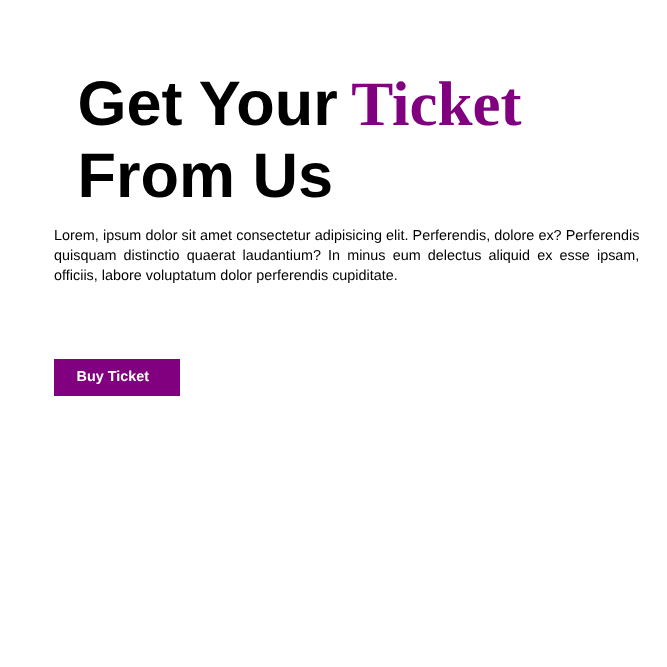 Get Your Ticket
From Us
Lorem, ipsum dolor sit amet consectetur adipisicing elit. Perferendis, dolore ex? Perferendis
quisquam distinctio quaerat laudantium? In minus eum delectus aliquid ex esse ipsam,
officiis, labore voluptatum dolor perferendis cupiditate.
Buy Ticket